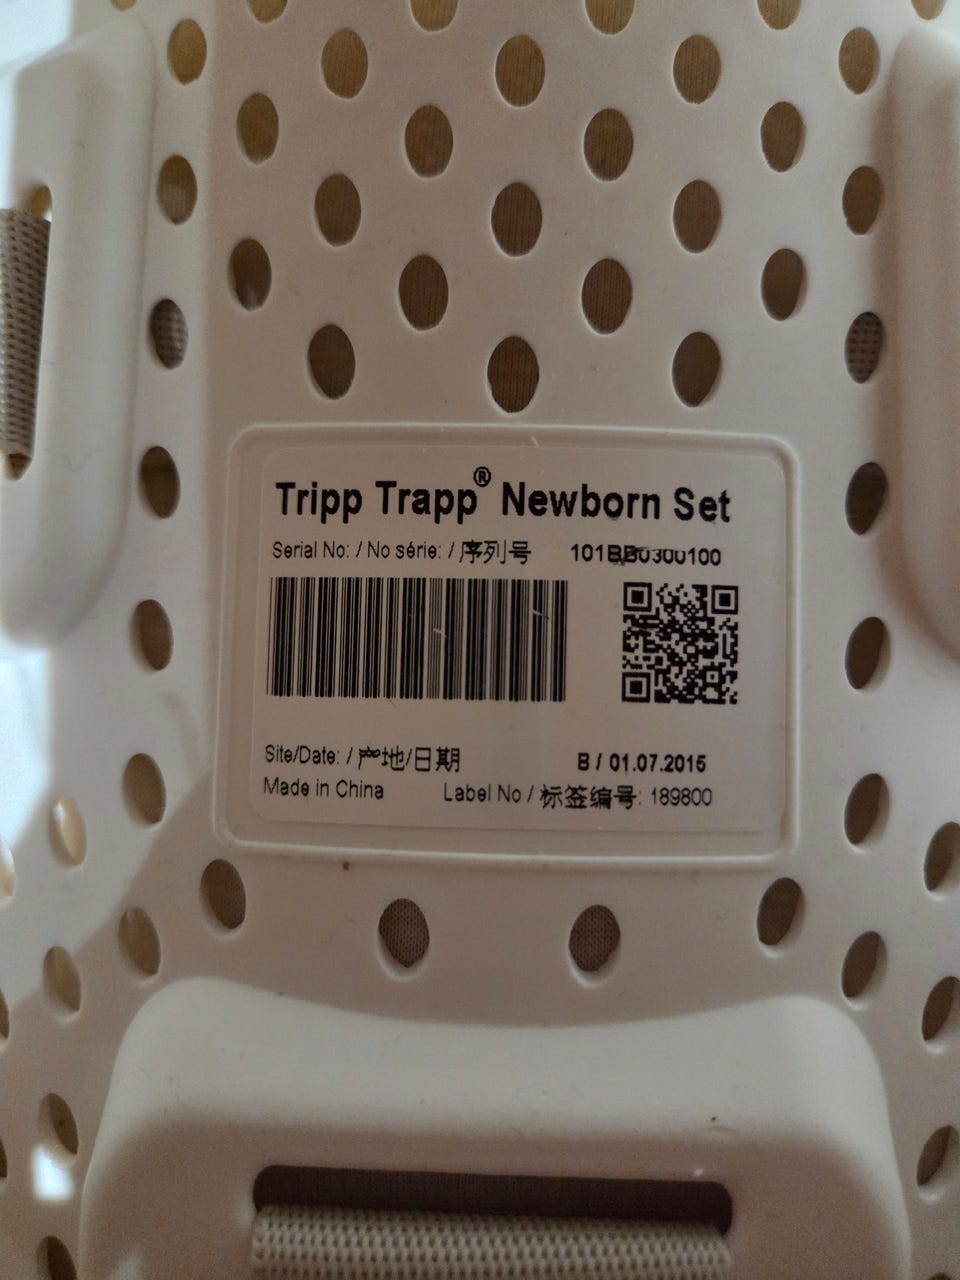 Tripp Trapp® Newborn Set
Serial No: / No série: / 序列号 101BB0300100
Site/Date: / 产地/日期 B / 01.07.2015
Made in China Label No / 标签编号: 189800